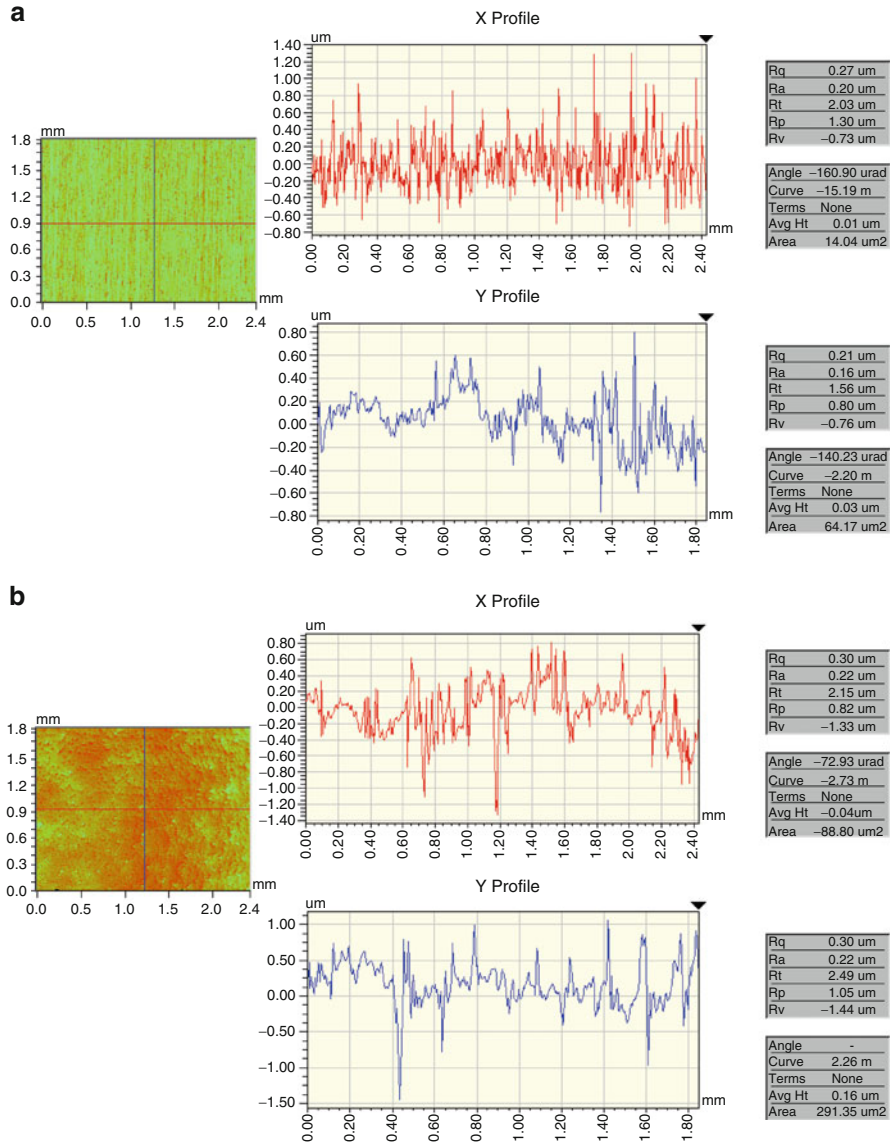 a
X Profile
um
1.40
1.20
1.00
0.80
0.60
0.40
0.20
0.00
−0.20
−0.40
−0.60
−0.80
mm
0.00 0.20 0.40 0.60 0.80 1.00 1.20 1.40 1.60 1.80 2.00 2.20 2.40
mm
1.8
1.5
1.2
0.9
0.6
0.3
0.0
mm
0.0 0.5 1.0 1.5 2.0 2.4
Rq 0.27 um
Ra 0.20 um
Rt 2.03 um
Rp 1.30 um
Rv −0.73 um
Angle −160.90 urad
Curve −15.19 m
Terms None
Avg Ht 0.01 um
Area 14.04 um2
Y Profile
um
0.80
0.60
0.40
0.20
0.00
−0.20
−0.40
−0.60
−0.80
mm
0.00 0.20 0.40 0.60 0.80 1.00 1.20 1.40 1.60 1.80
Rq 0.21 um
Ra 0.16 um
Rt 1.56 um
Rp 0.80 um
Rv −0.76 um
Angle −140.23 urad
Curve −2.20 m
Terms None
Avg Ht 0.03 um
Area 64.17 um2
b
X Profile
um
0.80
0.60
0.40
0.20
0.00
−0.20
−0.40
−0.60
−0.80
−1.00
−1.20
−1.40
mm
0.00 0.20 0.40 0.60 0.80 1.00 1.20 1.40 1.60 1.80 2.00 2.20 2.40
mm
1.8
1.5
1.2
0.9
0.6
0.3
0.0
mm
0.0 0.5 1.0 1.5 2.0 2.4
Rq 0.30 um
Ra 0.22 um
Rt 2.15 um
Rp 0.82 um
Rv −1.33 um
Angle −72.93 urad
Curve −2.73 m
Terms None
Avg Ht −0.04um
Area −88.80 um2
Y Profile
um
1.00
0.50
0.00
−0.50
−1.00
−1.50
mm
0.00 0.20 0.40 0.60 0.80 1.00 1.20 1.40 1.60 1.80
Rq 0.30 um
Ra 0.22 um
Rt 2.49 um
Rp 1.05 um
Rv −1.44 um
Angle -
Curve 2.26 m
Terms None
Avg Ht 0.16 um
Area 291.35 um2